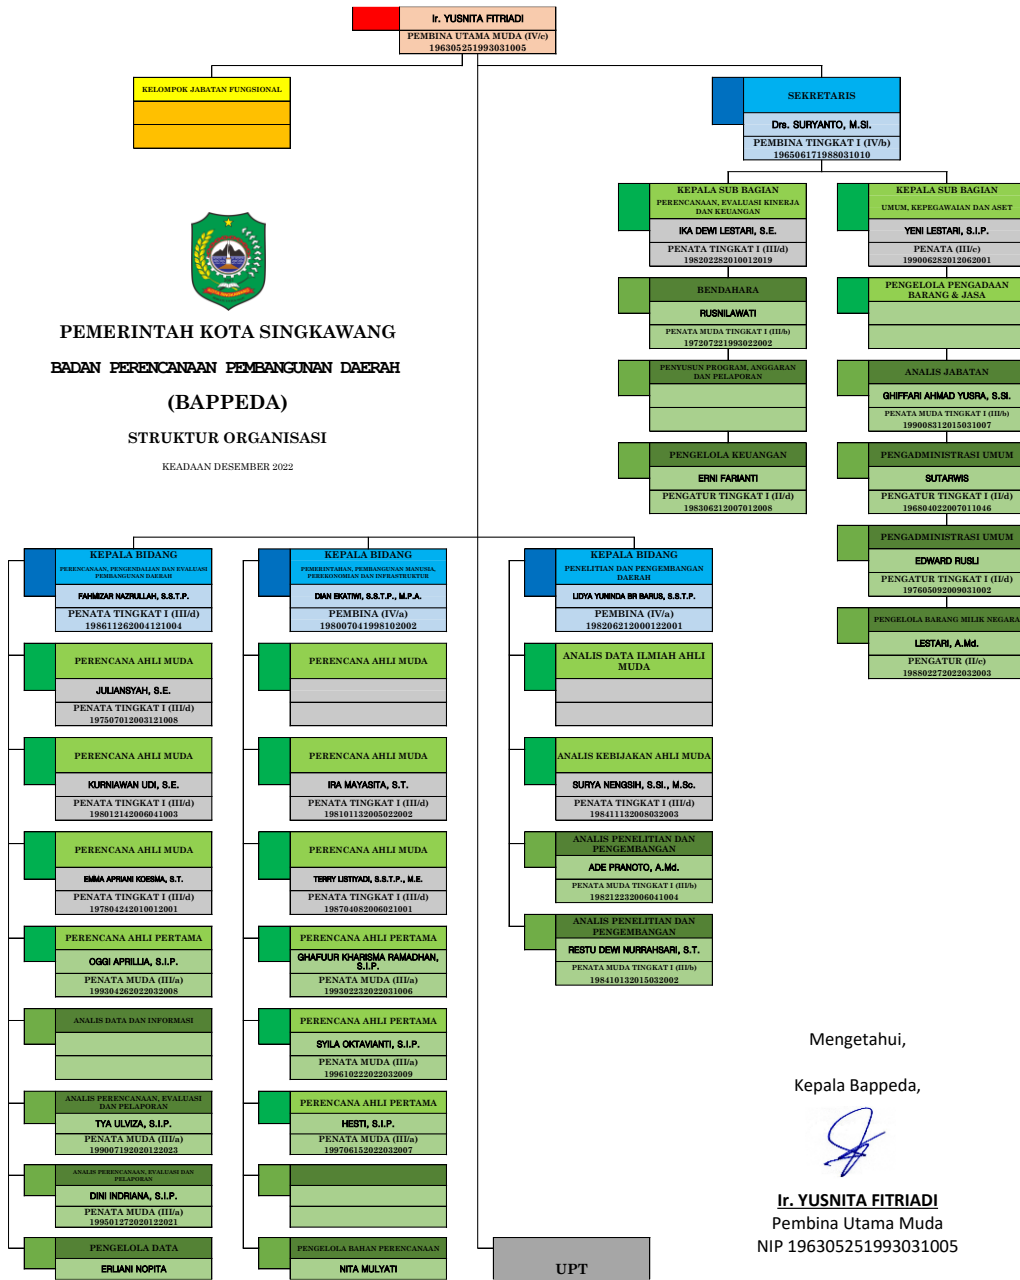 Ir. YUSNITA FITRIADI
PEMBINA UTAMA MUDA (IV/c)
196305251993031005
KELOMPOK JABATAN FUNGSIONAL
SEKRETARIS
Drs. SURYANTO, M.Si.
PEMBINA TINGKAT I (IV/b)
196506171988031010
KEPALA SUB BAGIAN
PERENCANAAN, EVALUASI KINERJA
DAN KEUANGAN
IKA DEWI LESTARI, S.E.
PENATA TINGKAT I (III/d)
198202282010012019
BENDAHARA
RUSNILAWATI
PENATA MUDA TINGKAT I (III/b)
197207221993022002
PENYUSUN PROGRAM, ANGGARAN
DAN PELAPORAN
PENGELOLA KEUANGAN
ERNI FARIANTI
PENGATUR TINGKAT I (II/d)
198306212007012008
KEPALA SUB BAGIAN
UMUM, KEPEGAWAIAN DAN ASET
YENI LESTARI, S.I.P.
PENATA (III/c)
199006282012062001
PENGELOLA PENGADAAN
BARANG & JASA
ANALIS JABATAN
GHIFFARI AHMAD YUSRA, S.Si.
PENATA MUDA TINGKAT I (III/b)
199008312015031007
PENGADMINISTRASI UMUM
SUTARWIS
PENGATUR TINGKAT I (II/d)
196804022007011046
PENGADMINISTRASI UMUM
EDWARD RUSLI
PENGATUR TINGKAT I (II/d)
197605092009031002
PENGELOLA BARANG MILIK NEGARA
LESTARI, A.Md.
PENGATUR (II/c)
198802272022032003
PEMERINTAH KOTA SINGKAWANG
BADAN PERENCANAAN PEMBANGUNAN DAERAH
(BAPPEDA)
STRUKTUR ORGANISASI
KEADAAN DESEMBER 2022
KEPALA BIDANG
PERENCANAAN, PENGENDALIAN DAN EVALUASI
PEMBANGUNAN DAERAH
FAHMIZAR NAZRULLAH, S.S.T.P.
PENATA TINGKAT I (III/d)
198611262004121004
PERENCANA AHLI MUDA
JULIANSYAH, S.E.
PENATA TINGKAT I (III/d)
197507012003121008
PERENCANA AHLI MUDA
KURNIAWAN UDI, S.E.
PENATA TINGKAT I (III/d)
198012142006041003
PERENCANA AHLI MUDA
EMMA APRIANI KOESMA, S.T.
PENATA TINGKAT I (III/d)
197804242010012001
PERENCANA AHLI PERTAMA
OGGI APRILLIA, S.I.P.
PENATA MUDA (III/a)
199304262022032008
ANALIS DATA DAN INFORMASI
ANALIS PERENCANAAN, EVALUASI
DAN PELAPORAN
TYA ULVIZA, S.I.P.
PENATA MUDA (III/a)
199007192020122023
ANALIS PERENCANAAN, EVALUASI DAN
PELAPORAN
DINI INDRIANA, S.I.P.
PENATA MUDA (III/a)
199501272020122021
PENGELOLA DATA
ERLIANI NOPITA
KEPALA BIDANG
PEMERINTAHAN, PEMBANGUNAN MANUSIA,
PEREKONOMIAN DAN INFRASTRUKTUR
DIAN EKATIWI, S.S.T.P., M.P.A.
PEMBINA (IV/a)
198007041998102002
PERENCANA AHLI MUDA
PERENCANA AHLI MUDA
IRA MAYASITA, S.T.
PENATA TINGKAT I (III/d)
198101132005022002
PERENCANA AHLI MUDA
TERRY LISTIYADI, S.S.T.P., M.E.
PENATA TINGKAT I (III/d)
198704082006021001
PERENCANA AHLI PERTAMA
GHAFUUR KHARISMA RAMADHAN,
S.I.P.
PENATA MUDA (III/a)
199302232022031006
PERENCANA AHLI PERTAMA
SYILA OKTAVIANTI, S.I.P.
PENATA MUDA (III/a)
199610222022032009
PERENCANA AHLI PERTAMA
HESTI, S.I.P.
PENATA MUDA (III/a)
199706152022032007
PENGELOLA BAHAN PERENCANAAN
NITA MULYATI
KEPALA BIDANG
PENELITIAN DAN PENGEMBANGAN
DAERAH
LIDYA YUNINDA BR BARUS, S.S.T.P.
PEMBINA (IV/a)
198206212000122001
ANALIS DATA ILMIAH AHLI
MUDA
ANALIS KEBIJAKAN AHLI MUDA
SURYA NENGSIH, S.Si., M.Sc.
PENATA TINGKAT I (III/d)
198411132008032003
ANALIS PENELITIAN DAN
PENGEMBANGAN
ADE PRANOTO, A.Md.
PENATA MUDA TINGKAT I (III/b)
198212232006041004
ANALIS PENELITIAN DAN
PENGEMBANGAN
RESTU DEWI NURRAHSARI, S.T.
PENATA MUDA TINGKAT I (III/b)
198410132015032002
UPT
Mengetahui,
Kepala Bappeda,
Ir. YUSNITA FITRIADI
Pembina Utama Muda
NIP 196305251993031005